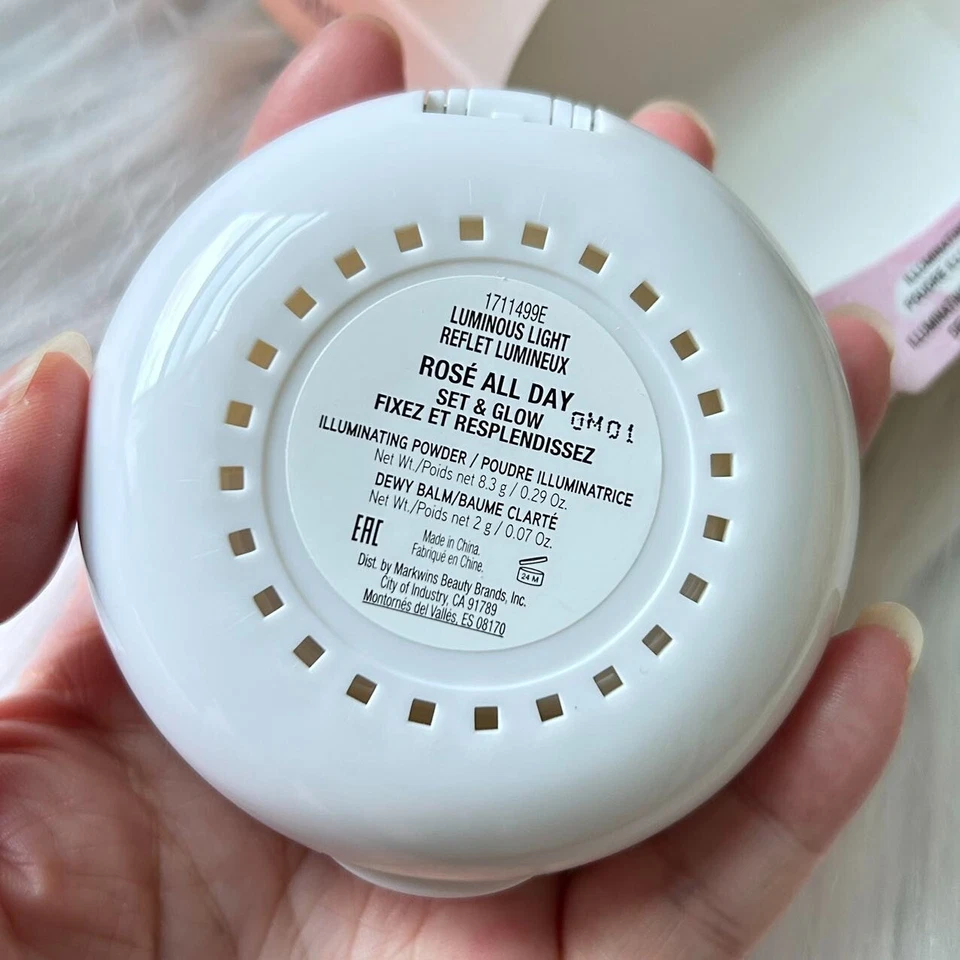 1711499E
LUMINOUS LIGHT
REFLET LUMINEUX
ROSÉ ALL DAY
SET & GLOW
0M01
FIXEZ ET RESPLENDISSEZ
ILLUMINATING POWDER / POUDRE ILLUMINATRICE
Net Wt./Poids net 8.3 g / 0.29 Oz.
DEWY BALM/BAUME CLARTÉ
Net Wt./Poids net 2 g / 0.07 Oz.
EAC
Made in China.
Fabriqué en Chine.
24 M
Dist. by Markwins Beauty Brands, Inc.
City of Industry, CA 91789
Montornés del Vallés, ES 08170